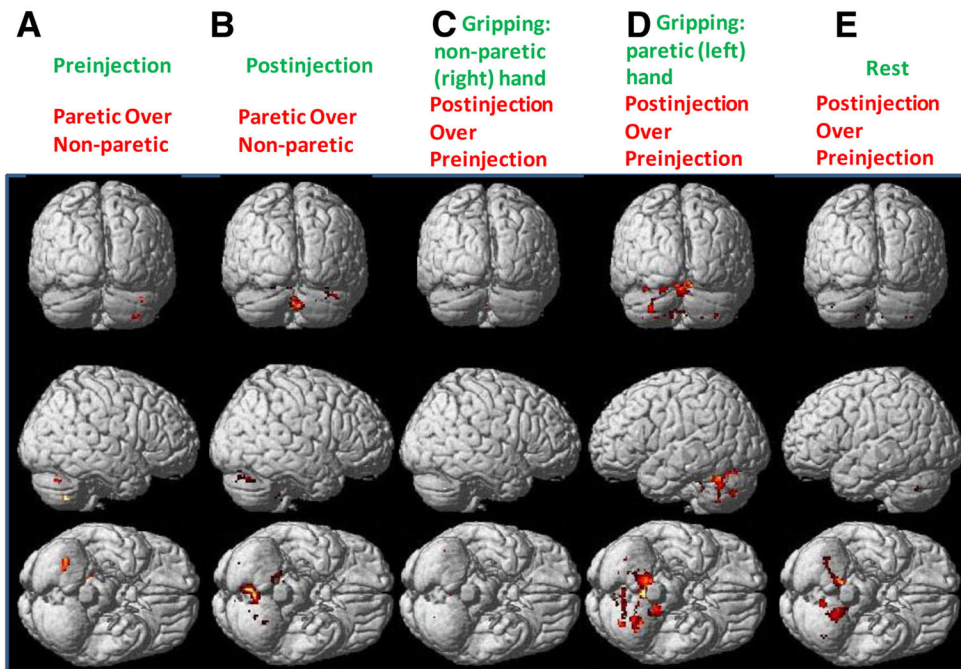 A
Preinjection
Paretic Over
Non-paretic
B
Postinjection
Paretic Over
Non-paretic
C Gripping:
non-paretic
(right) hand
Postinjection
Over
Preinjection
D Gripping:
paretic (left)
hand
Postinjection
Over
Preinjection
E
Rest
Postinjection
Over
Preinjection